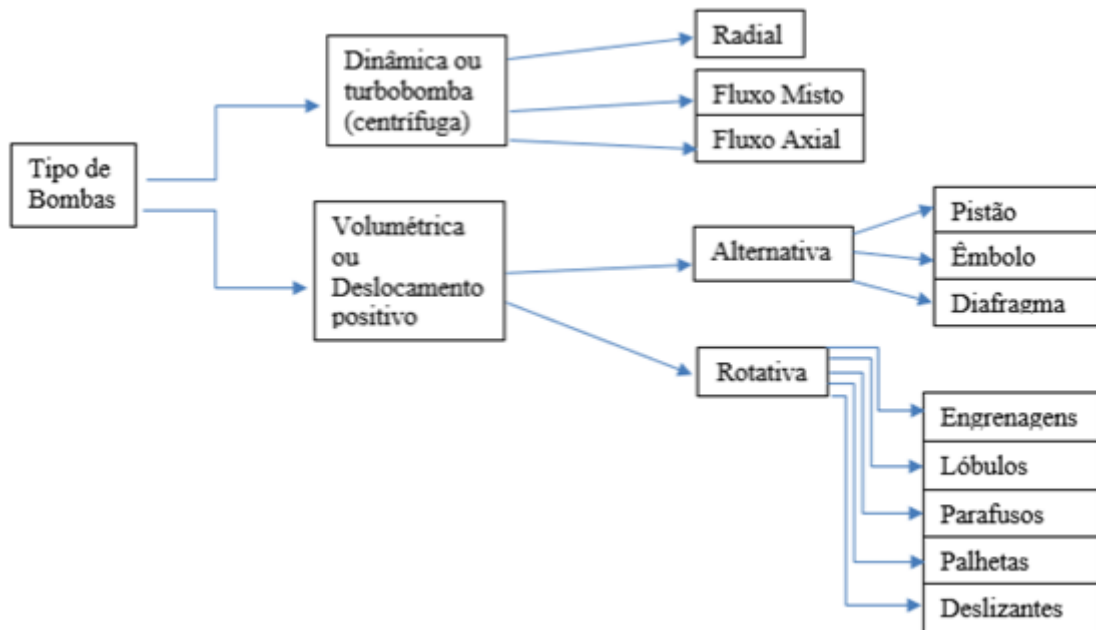 Tipo de
Bombas
Dinâmica ou
turbobomba
(centrífuga)
Radial
Fluxo Misto
Fluxo Axial
Volumétrica
ou
Deslocamento
positivo
Alternativa
Pistão
Êmbolo
Diafragma
Rotativa
Engrenagens
Lóbulos
Parafusos
Palhetas
Deslizantes